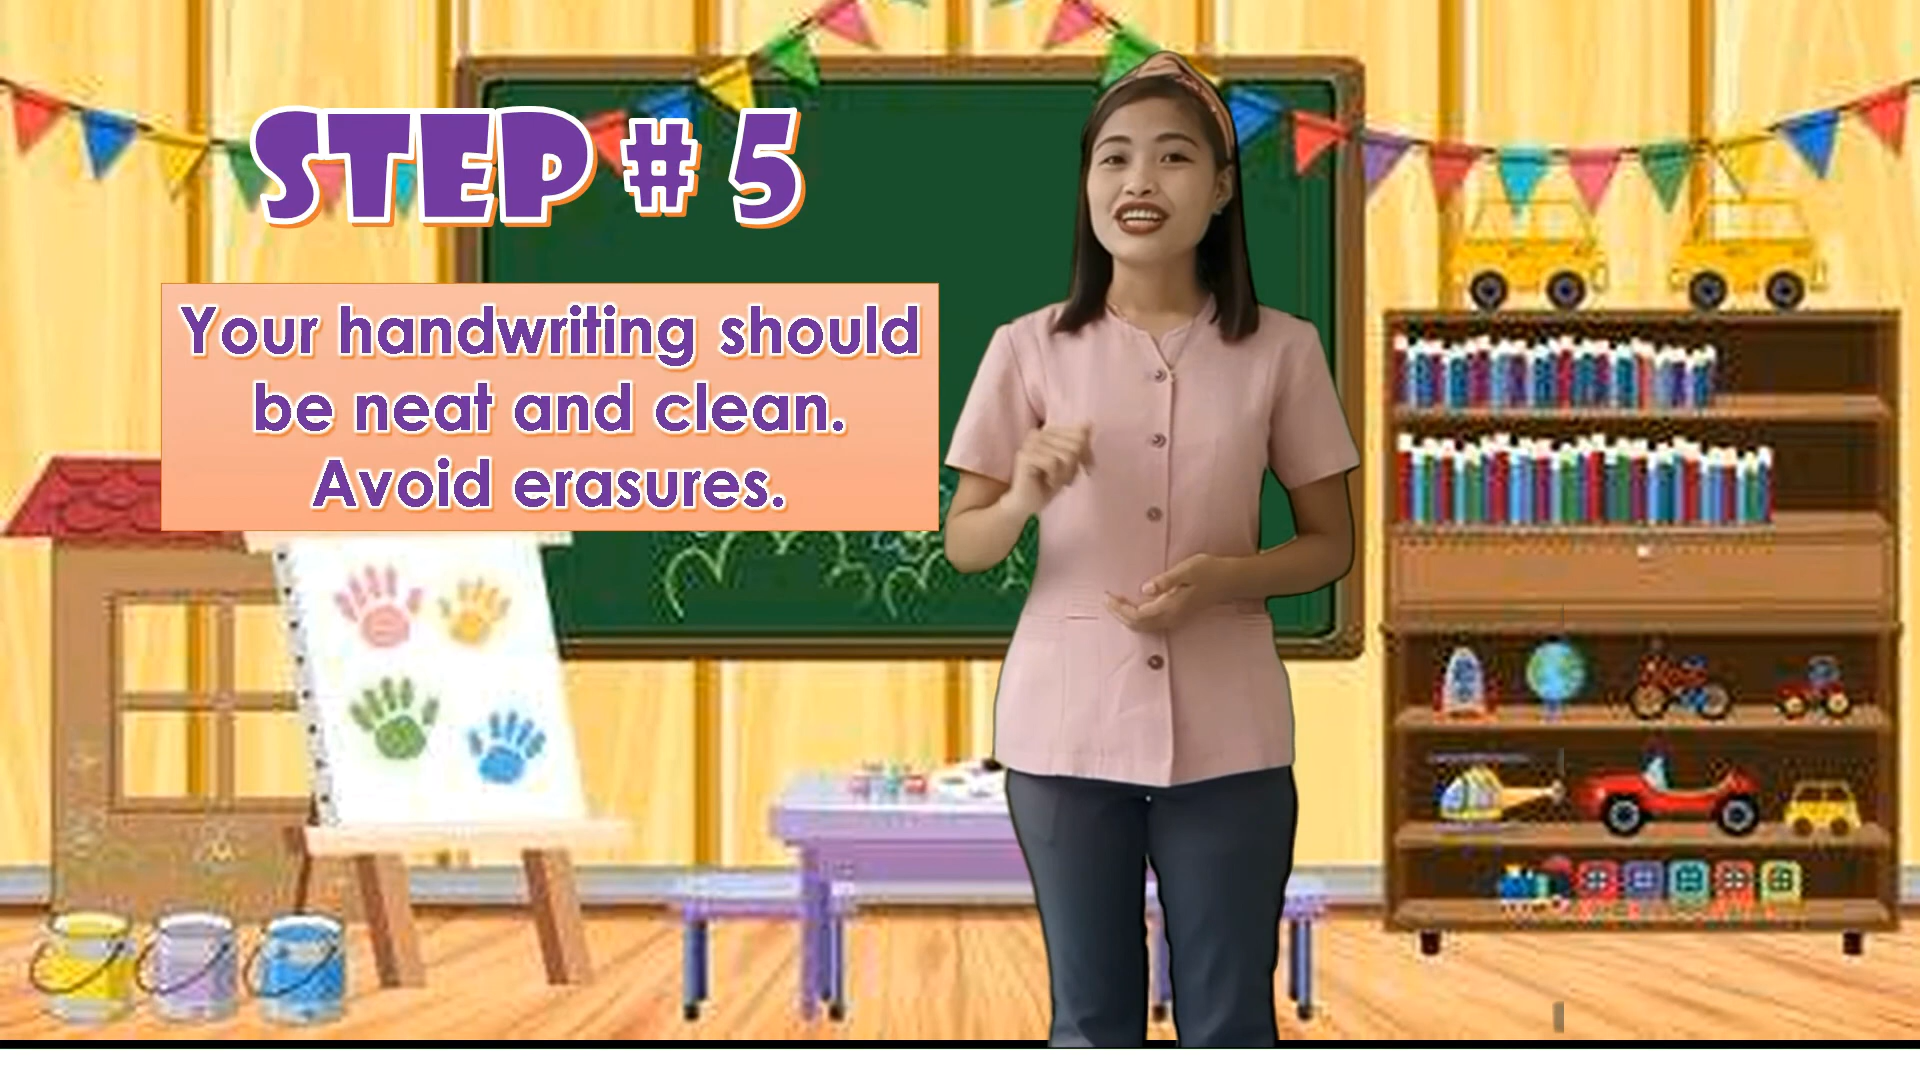 STEP # 5
Your handwriting should
be neat and clean.
Avoid erasures.